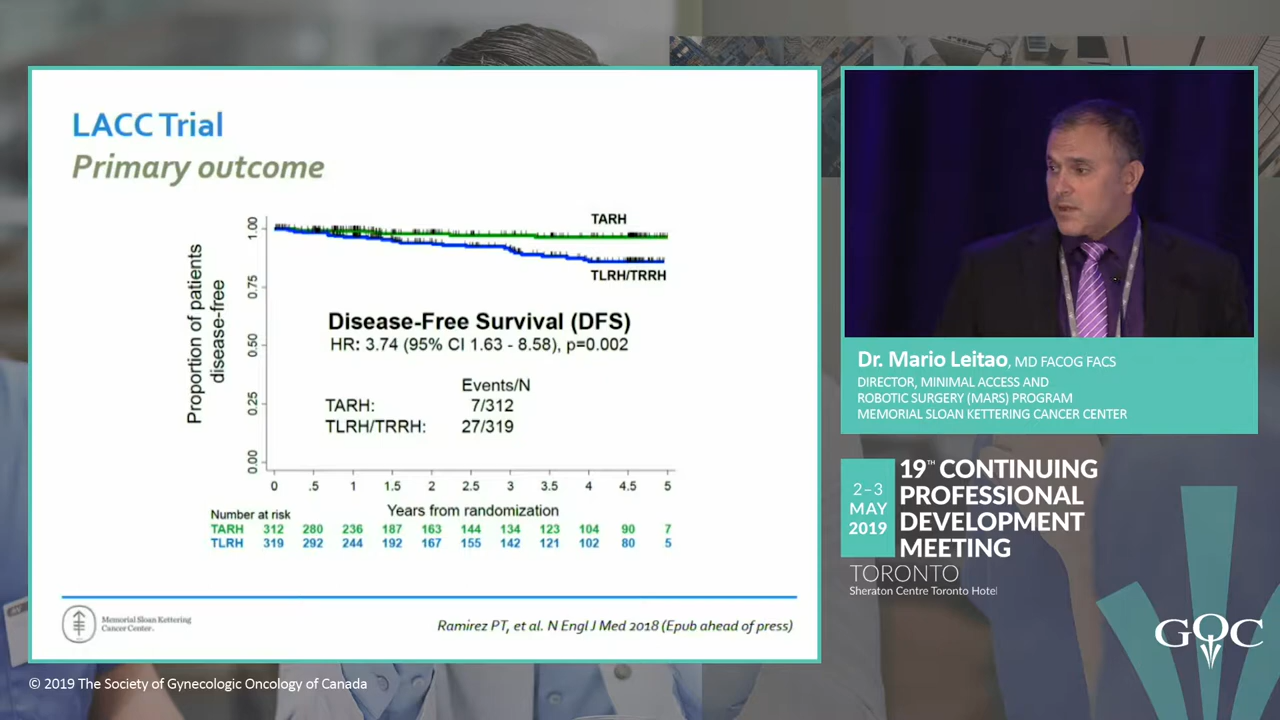 LACC Trial
Primary outcome
Proportion of patients
disease-free
1.00
0.75
0.50
0.25
0.00
TARH
TLRH/TRRH
Disease-Free Survival (DFS)
HR: 3.74 (95% CI 1.63 - 8.58), p=0.002
Events/N
TARH: 7/312
TLRH/TRRH: 27/319
0 .5 1 1.5 2 2.5 3 3.5 4 4.5 5
Years from randomization
Number at risk
TARH 312 280 236 187 163 144 134 123 104 90 7
TLRH 319 292 244 192 167 155 142 121 102 80 5
Memorial Sloan Kettering
Cancer Center
Ramirez PT, et al. N Engl J Med 2018 (Epub ahead of press)
Dr. Mario Leitao, MD FACOG FACS
DIRECTOR, MINIMAL ACCESS AND
ROBOTIC SURGERY (MARS) PROGRAM
MEMORIAL SLOAN KETTERING CANCER CENTER
2–3
MAY
2019
19TH CONTINUING
PROFESSIONAL
DEVELOPMENT
MEETING
TORONTO
Sheraton Centre Toronto Hotel
GOC
© 2019 The Society of Gynecologic Oncology of Canada